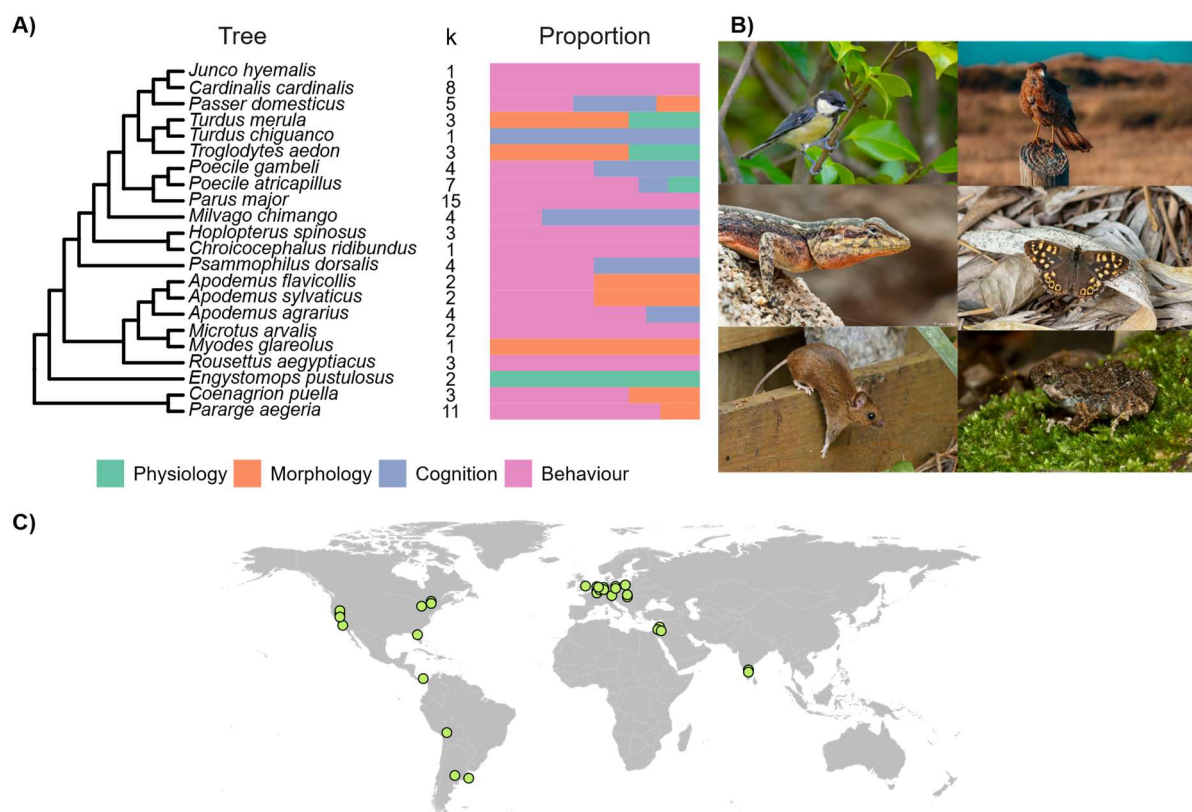 A)
Tree
k
Proportion
B)
Junco hyemalis 1
Cardinalis cardinalis 8
Passer domesticus 5
Turdus merula 3
Turdus chiguanco 1
Troglodytes aedon 3
Poecile gambeli 4
Poecile atricapillus 7
Parus major 15
Milvago chimango 4
Hoplopterus spinosus 3
Chroicocephalus ridibundus 1
Psammophilus dorsalis 4
Apodemus flavicollis 2
Apodemus sylvaticus 2
Apodemus agrarius 4
Microtus arvalis 2
Myodes glareolus 1
Rousettus aegyptiacus 3
Engystomops pustulosus 2
Coenagrion puella 3
Pararge aegeria 11
Physiology Morphology Cognition Behaviour
C)